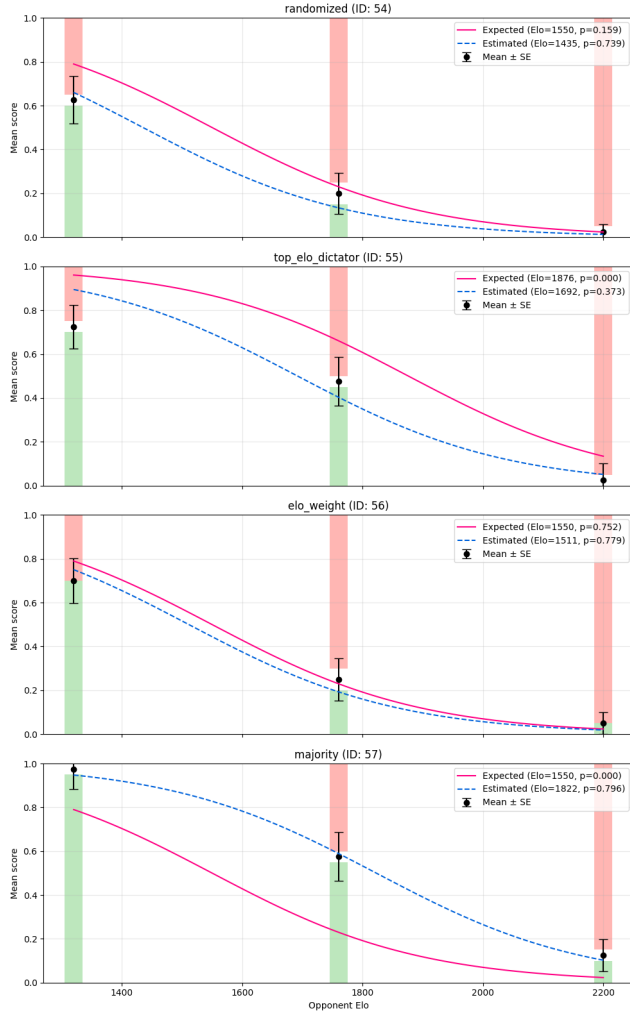 randomized (ID: 54)
Expected (Elo=1550, p=0.159)
Estimated (Elo=1435, p=0.739)
Mean ± SE
Mean score
1.0
0.8
0.6
0.4
0.2
0.0
top_elo_dictator (ID: 55)
Expected (Elo=1876, p=0.000)
Estimated (Elo=1692, p=0.373)
Mean ± SE
Mean score
1.0
0.8
0.6
0.4
0.2
0.0
elo_weight (ID: 56)
Expected (Elo=1550, p=0.752)
Estimated (Elo=1511, p=0.779)
Mean ± SE
Mean score
1.0
0.8
0.6
0.4
0.2
0.0
majority (ID: 57)
Expected (Elo=1550, p=0.000)
Estimated (Elo=1822, p=0.796)
Mean ± SE
Mean score
1.0
0.8
0.6
0.4
0.2
0.0
1400 1600 1800 2000 2200
Opponent Elo